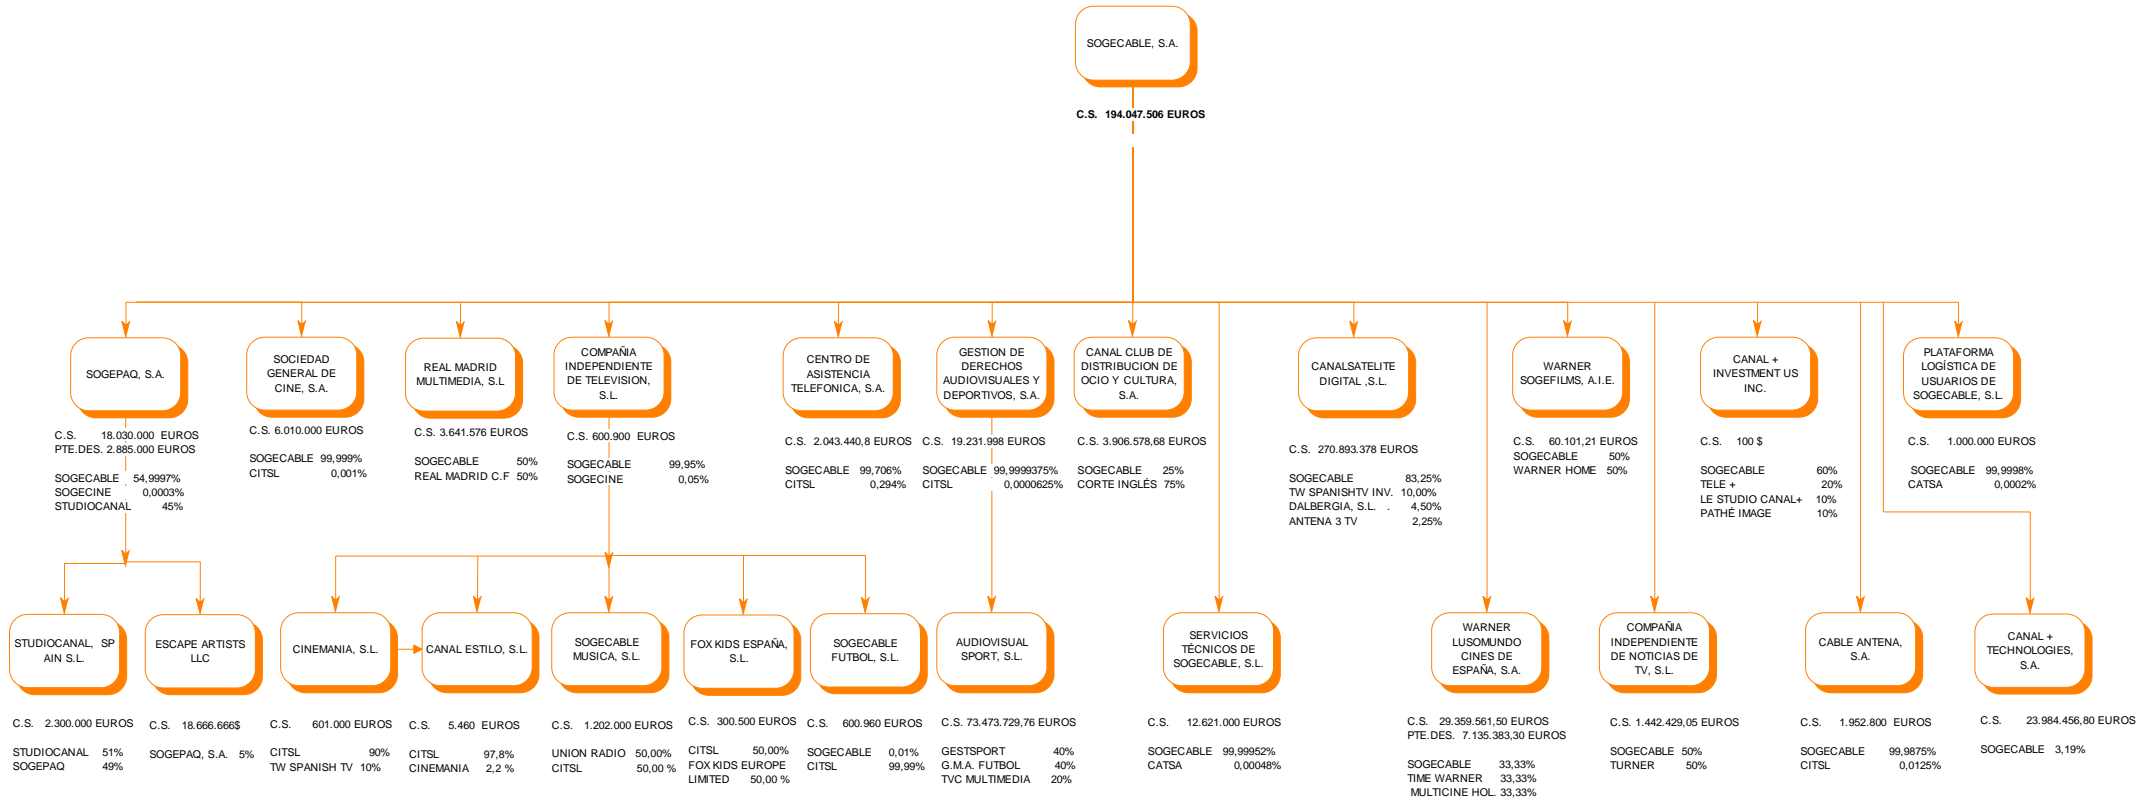 SOGECABLE, S.A.
C.S. 194.047.506 EUROS
SOGEPAQ, S.A.
C.S. 18.030.000 EUROS
PTE.DES. 2.885.000 EUROS
SOGECABLE 54,9997%
SOGECINE 0,0003%
STUDIOCANAL 45%
SOCIEDAD
GENERAL DE
CINE, S.A.
C.S. 6.010.000 EUROS
SOGECABLE 99,999%
CITSL 0,001%
REAL MADRID
MULTIMEDIA, S.L
C.S. 3.641.576 EUROS
SOGECABLE 50%
REAL MADRID C.F 50%
COMPAÑIA
INDEPENDIENTE
DE TELEVISION,
S.L.
C.S. 600.900 EUROS
SOGECABLE 99,95%
SOGECINE 0,05%
CENTRO DE
ASISTENCIA
TELEFONICA, S.A.
C.S. 2.043.440,8 EUROS
SOGECABLE 99,706%
CITSL 0,294%
GESTION DE
DERECHOS
AUDIOVISUALES Y
DEPORTIVOS, S.A.
C.S. 19.231.998 EUROS
SOGECABLE 99,9999375%
CITSL 0,0000625%
CANAL CLUB DE
DISTRIBUCION DE
OCIO Y CULTURA,
S.A.
C.S. 3.906.578,68 EUROS
SOGECABLE 25%
CORTE INGLÉS 75%
CANALSATELITE
DIGITAL ,S.L.
C.S. 270.893.378 EUROS
SOGECABLE 83,25%
TW SPANISHTV INV. 10,00%
DALBERGIA, S.L. . 4,50%
ANTENA 3 TV 2,25%
WARNER
SOGEFILMS, A.I.E.
C.S. 60.101,21 EUROS
SOGECABLE 50%
WARNER HOME 50%
CANAL +
INVESTMENT US
INC.
C.S. 100 $
SOGECABLE 60%
TELE + 20%
LE STUDIO CANAL+ 10%
PATHÉ IMAGE 10%
PLATAFORMA
LOGÍSTICA DE
USUARIOS DE
SOGECABLE, S.L.
C.S. 1.000.000 EUROS
SOGECABLE 99,9998%
CATSA 0,0002%
STUDIOCANAL, SP
AIN S.L.
C.S. 2.300.000 EUROS
STUDIOCANAL 51%
SOGEPAQ 49%
ESCAPE ARTISTS
LLC
C.S. 18.666.666$
SOGEPAQ, S.A. 5%
CINEMANIA, S.L.
C.S. 601.000 EUROS
CITSL 90%
TW SPANISH TV 10%
CANAL ESTILO, S.L.
C.S. 5.460 EUROS
CITSL 97,8%
CINEMANIA 2,2 %
SOGECABLE
MUSICA, S.L.
C.S. 1.202.000 EUROS
UNION RADIO 50,00%
CITSL 50,00 %
FOX KIDS ESPAÑA,
S.L.
C.S. 300.500 EUROS
CITSL 50,00%
FOX KIDS EUROPE
LIMITED 50,00 %
SOGECABLE
FUTBOL, S.L.
C.S. 600.960 EUROS
SOGECABLE 0,01%
CITSL 99,99%
AUDIOVISUAL
SPORT, S.L.
C.S. 73.473.729,76 EUROS
GESTSPORT 40%
G.M.A. FUTBOL 40%
TVC MULTIMEDIA 20%
SERVICIOS
TÉCNICOS DE
SOGECABLE, S.L.
C.S. 12.621.000 EUROS
SOGECABLE 99,99952%
CATSA 0,00048%
WARNER
LUSOMUNDO
CINES DE
ESPAÑA, S.A.
C.S. 29.359.561,50 EUROS
PTE.DES. 7.135.383,30 EUROS
SOGECABLE 33,33%
TIME WARNER 33,33%
MULTICINE HOL. 33,33%
COMPAÑIA
INDEPENDIENTE
DE NOTICIAS DE
TV, S.L.
C.S. 1.442.429,05 EUROS
SOGECABLE 50%
TURNER 50%
CABLE ANTENA,
S.A.
C.S. 1.952.800 EUROS
SOGECABLE 99,9875%
CITSL 0,0125%
CANAL +
TECHNOLOGIES,
S.A.
C.S. 23.984.456,80 EUROS
SOGECABLE 3,19%